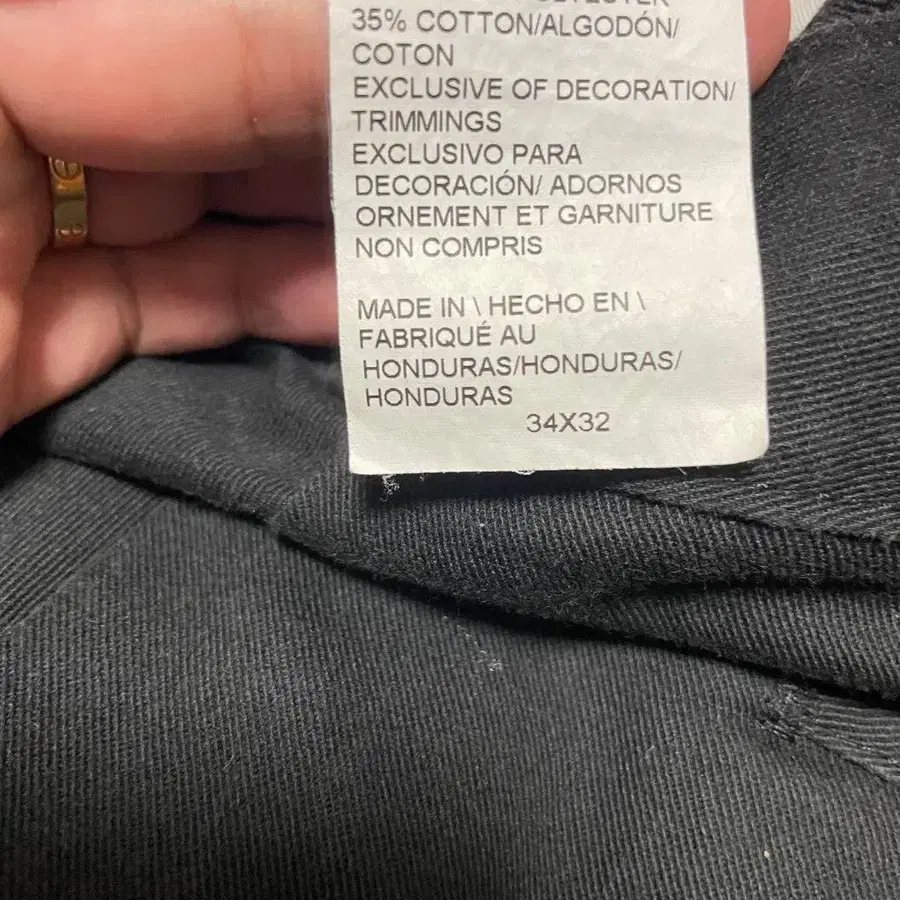 POLYESTER
35% COTTON/ALGODÓN/
COTON
EXCLUSIVE OF DECORATION/
TRIMMINGS
EXCLUSIVO PARA
DECORACIÓN/ ADORNOS
ORNEMENT ET GARNITURE
NON COMPRIS
MADE IN \ HECHO EN \
FABRIQUÉ AU
HONDURAS/HONDURAS/
HONDURAS
34X32